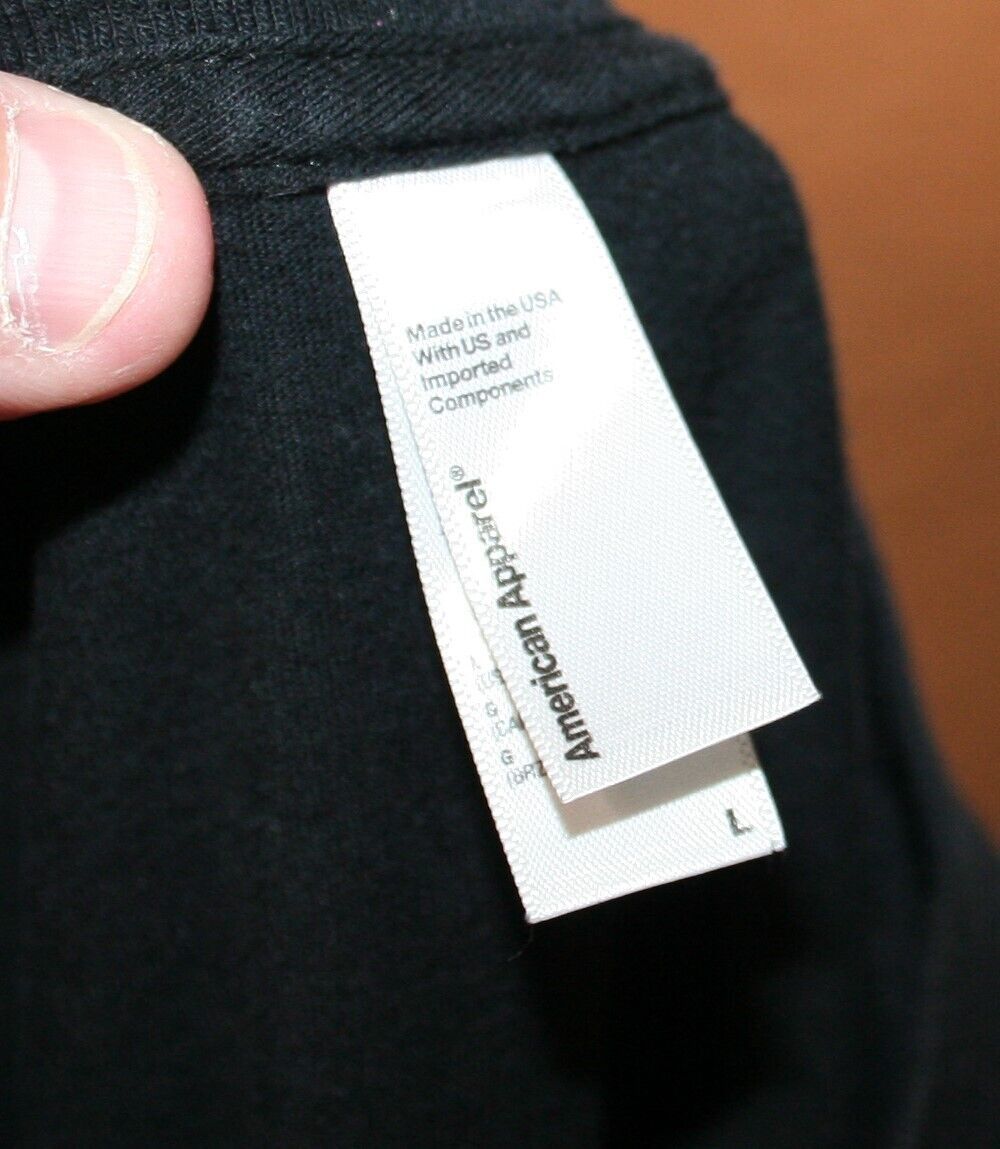 Made in the USA
With US and
Imported
Components
American Apparel®
G
G
L